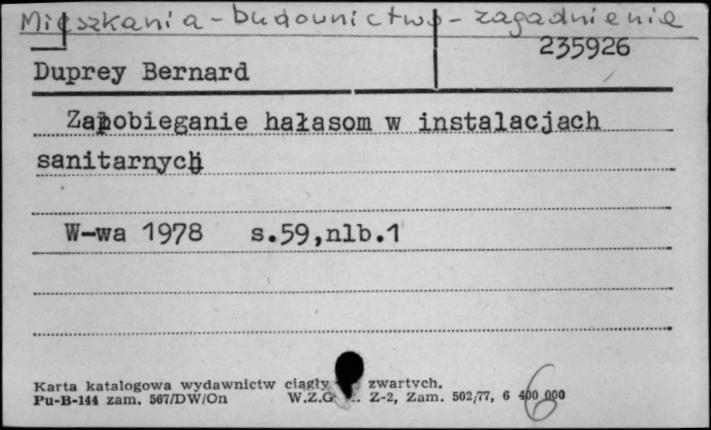 Mieszkania - budownictwo - zagadnienie
235926
Duprey Bernard
Zapobieganie hałasom w instalacjach
sanitarnych
W-wa 1978 s.59,nlb.1
6
Karta katalogowa wydawnictw ciągły zwartych.
Pu-B-144 zam. 567/DW/On W.Z.G Z-2, Zam. 502/77, 6 400 000